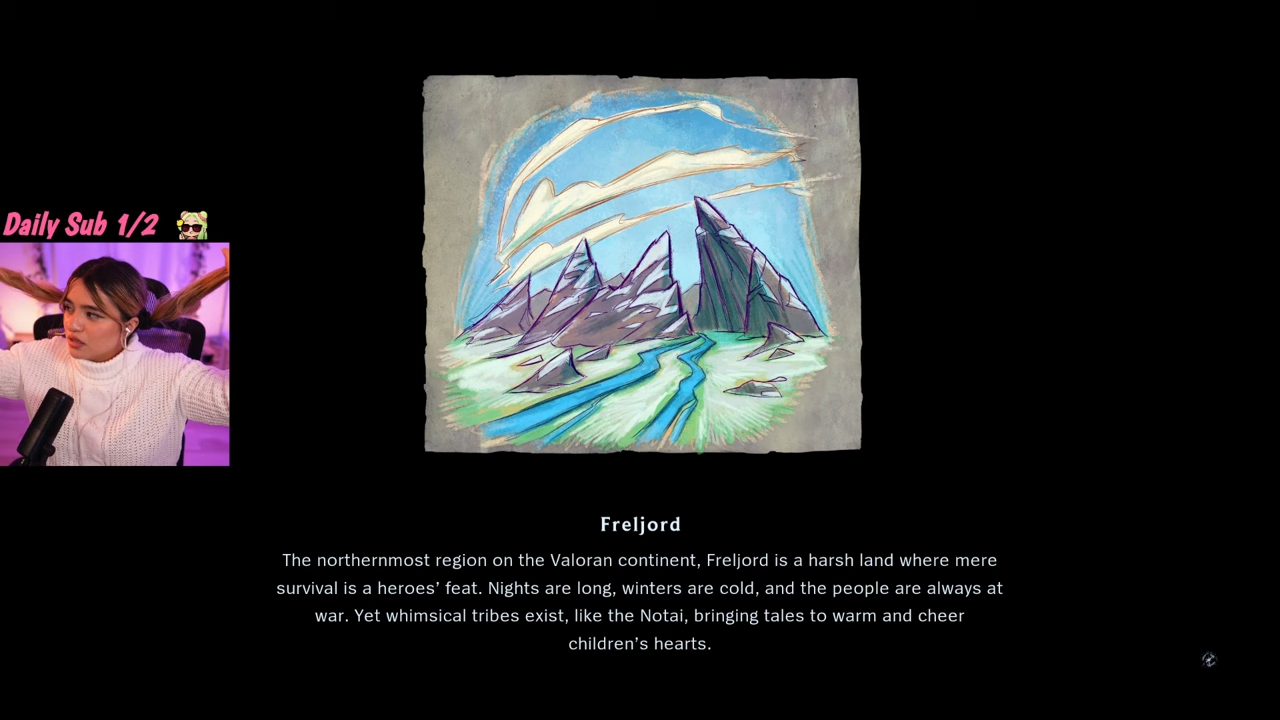 Daily Sub 1/2
Freljord
The northernmost region on the Valoran continent, Freljord is a harsh land where mere
survival is a heroes’ feat. Nights are long, winters are cold, and the people are always at
war. Yet whimsical tribes exist, like the Notai, bringing tales to warm and cheer
children’s hearts.